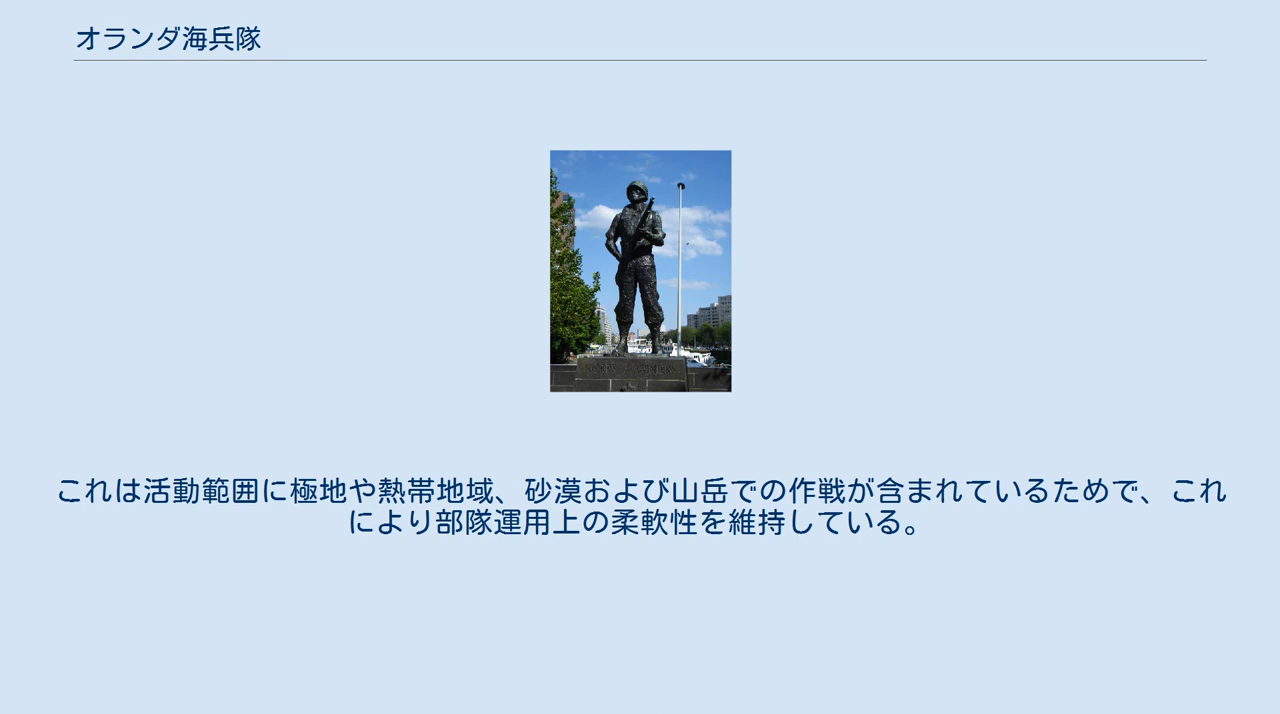 オランダ海兵隊
これは活動範囲に極地や熱帯地域、砂漠および山岳での作戦が含まれているためで、これ
により部隊運用上の柔軟性を維持している。